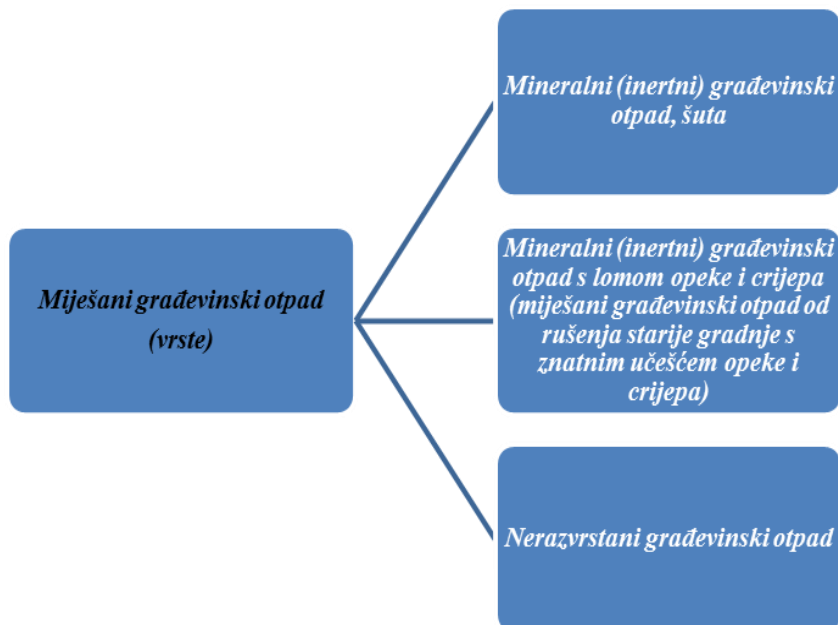 Miješani građevinski otpad
(vrste)
Mineralni (inertni) građevinski
otpad, šuta
Mineralni (inertni) građevinski
otpad s lomom opeke i crijepa
(miješani građevinski otpad od
rušenja starije gradnje s
znatnim učešćem opeke i
crijepa)
Nerazvrstani građevinski otpad